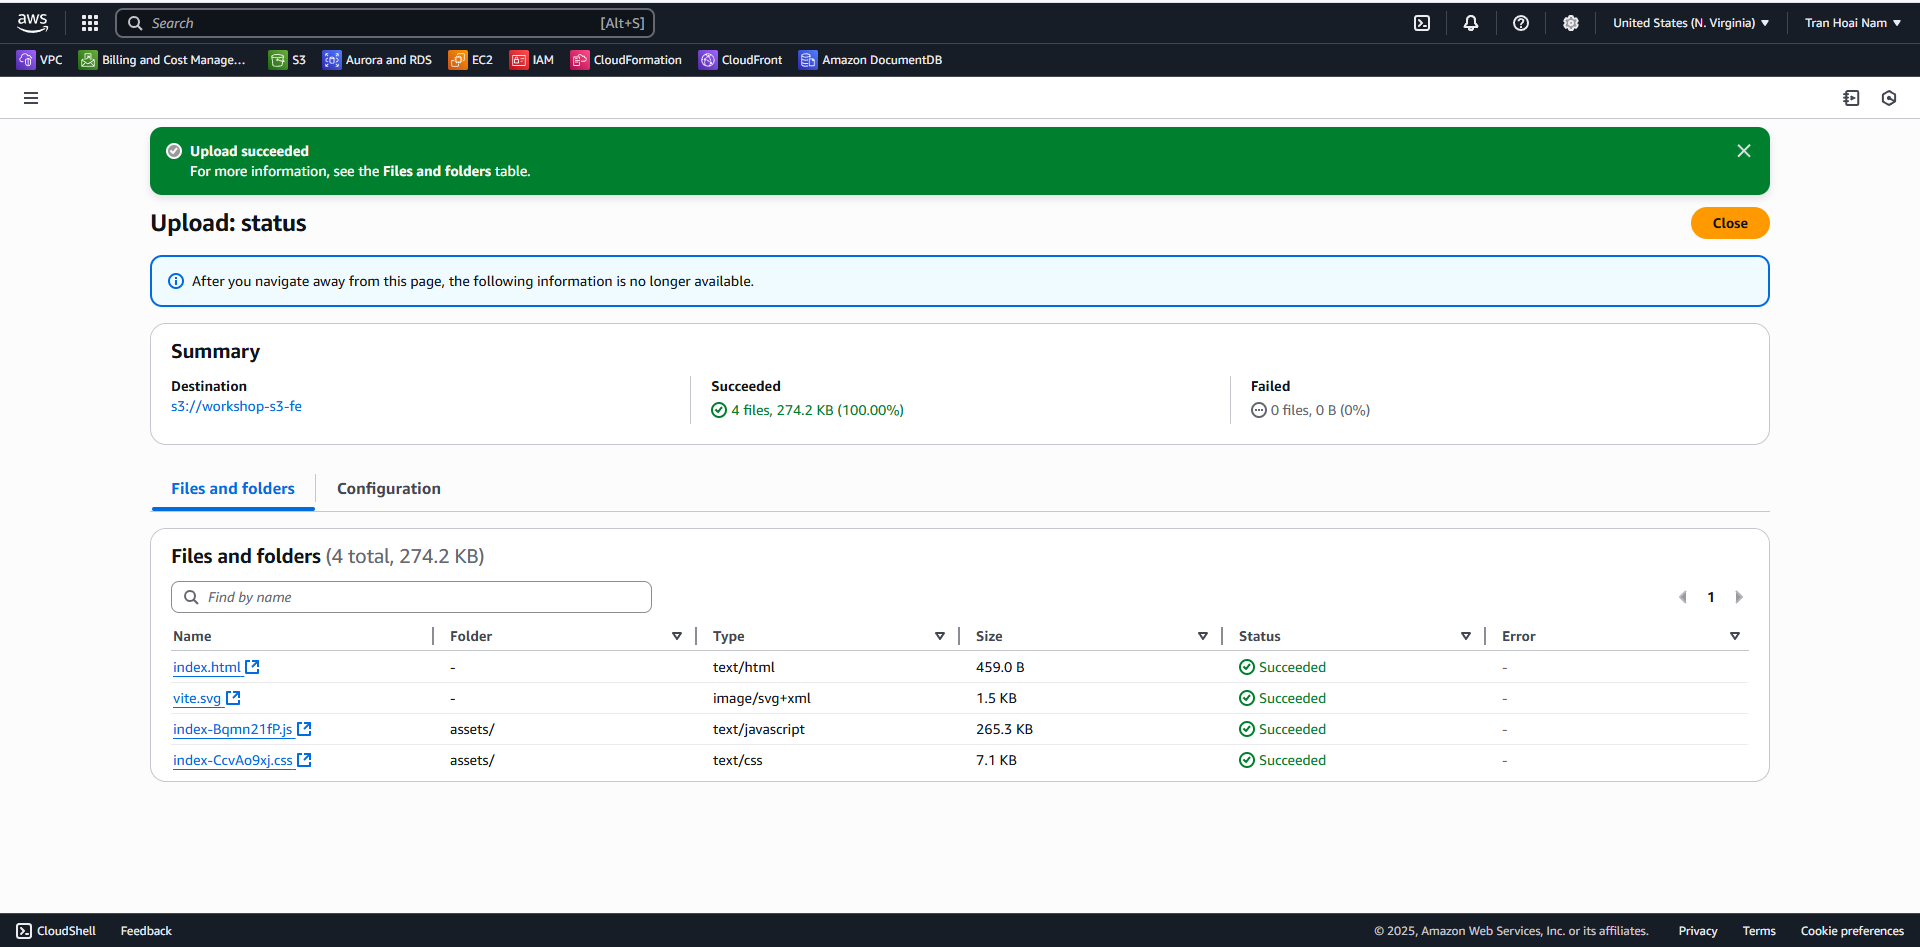 aws
Search [Alt+S]
United States (N. Virginia)
Tran Hoai Nam
VPC
Billing and Cost Manage...
S3
Aurora and RDS
EC2
IAM
CloudFormation
CloudFront
Amazon DocumentDB
Upload succeeded
For more information, see the Files and folders table.
Upload: status
Close
After you navigate away from this page, the following information is no longer available.
Summary
Destination
s3://workshop-s3-fe
Succeeded
4 files, 274.2 KB (100.00%)
Failed
0 files, 0 B (0%)
Files and folders
Configuration
Files and folders (4 total, 274.2 KB)
Find by name
1
Name Folder Type Size Status Error
index.html - text/html 459.0 B Succeeded -
vite.svg - image/svg+xml 1.5 KB Succeeded -
index-Bqmn21fP.js assets/ text/javascript 265.3 KB Succeeded -
index-CcvAo9xj.css assets/ text/css 7.1 KB Succeeded -
CloudShell
Feedback
© 2025, Amazon Web Services, Inc. or its affiliates.
Privacy
Terms
Cookie preferences